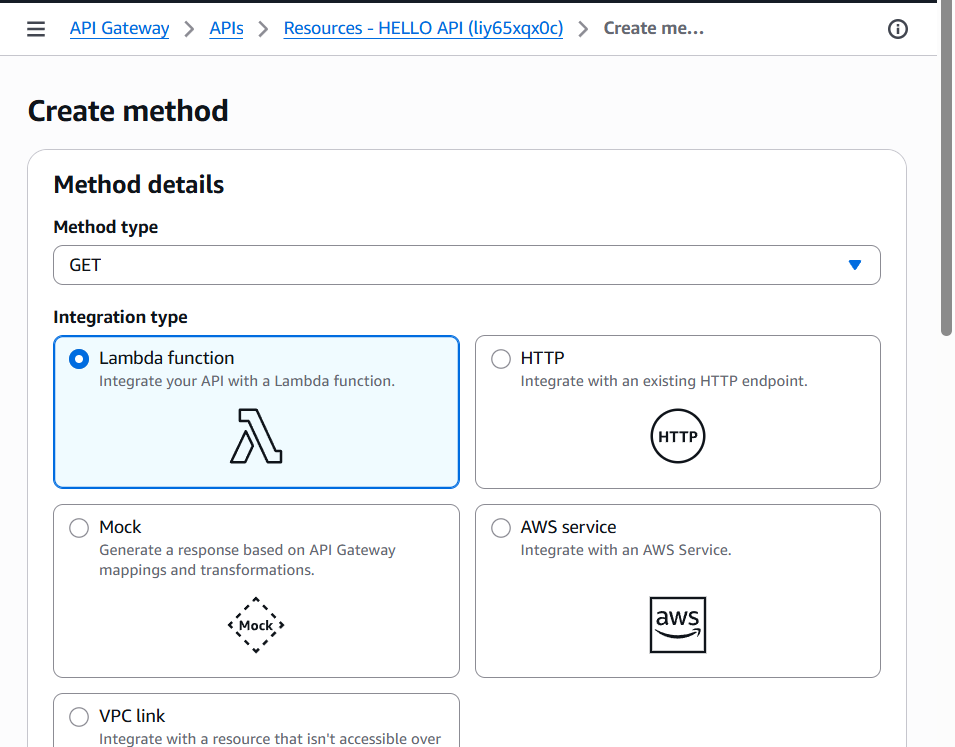 API Gateway > APIs > Resources - HELLO API (liy65xqx0c) > Create me...
Create method
Method details
Method type
GET
Integration type
Lambda function
Integrate your API with a Lambda function.
HTTP
Integrate with an existing HTTP endpoint.
HTTP
Mock
Generate a response based on API Gateway
mappings and transformations.
Mock
AWS service
Integrate with an AWS Service.
aws
VPC link
Integrate with a resource that isn't accessible over